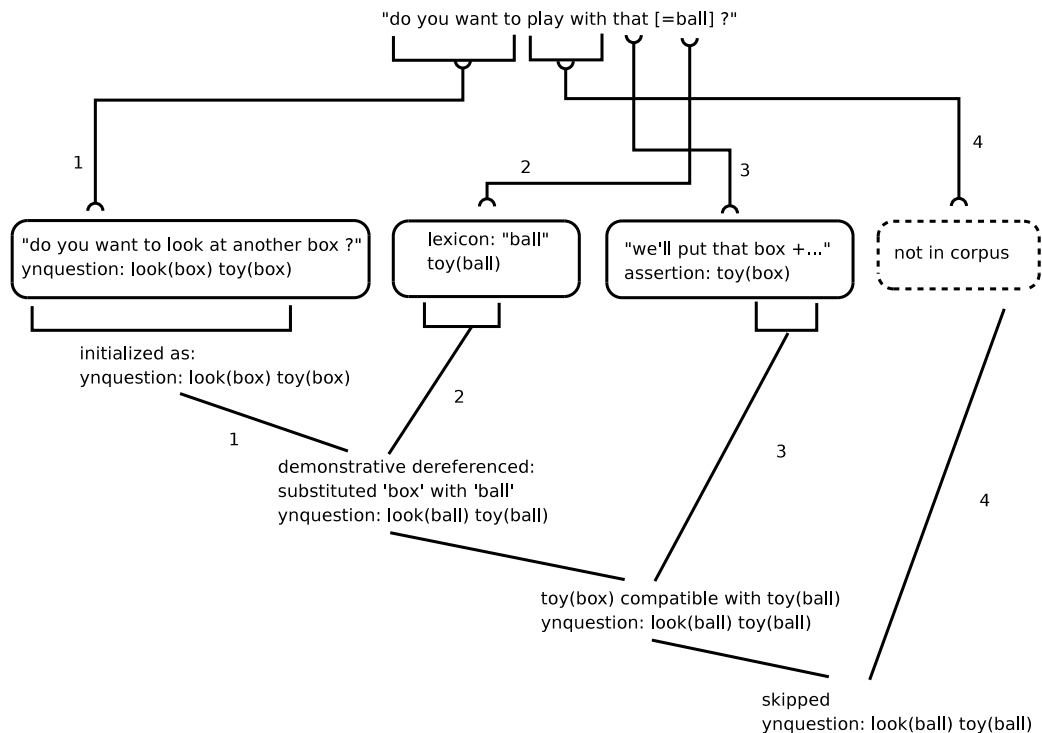 "do you want to play with that [=ball] ?"
1
2
3
4
"do you want to look at another box ?"
ynquestion: look(box) toy(box)
lexicon: "ball"
toy(ball)
"we'll put that box +..."
assertion: toy(box)
not in corpus
initialized as:
ynquestion: look(box) toy(box)
1
2
3
4
demonstrative dereferenced:
substituted 'box' with 'ball'
ynquestion: look(ball) toy(ball)
toy(box) compatible with toy(ball)
ynquestion: look(ball) toy(ball)
skipped
ynquestion: look(ball) toy(ball)